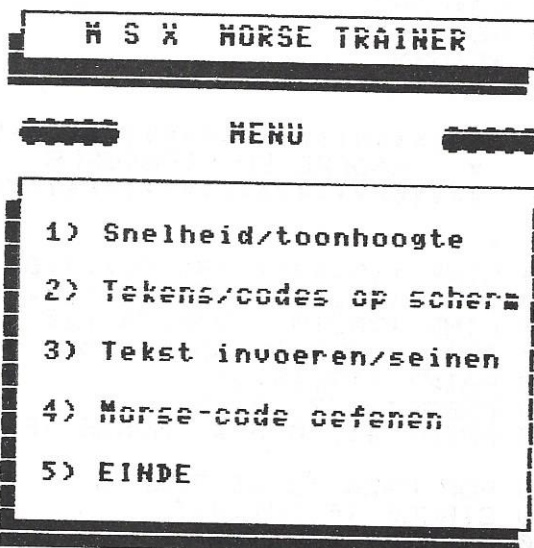 M S X MORSE TRAINER
MENU
1) Snelheid/toonhoogte
2) Tekens/codes op scherm
3) Tekst invoeren/seinen
4) Morse-code oefenen
5) EINDE